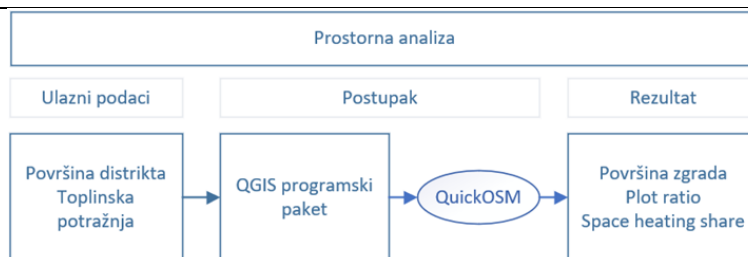 Prostorna analiza
Ulazni podaci
Postupak
Rezultat
Površina distrikta
Toplinska
potražnja
QGIS programski
paket
QuickOSM
Površina zgrada
Plot ratio
Space heating share